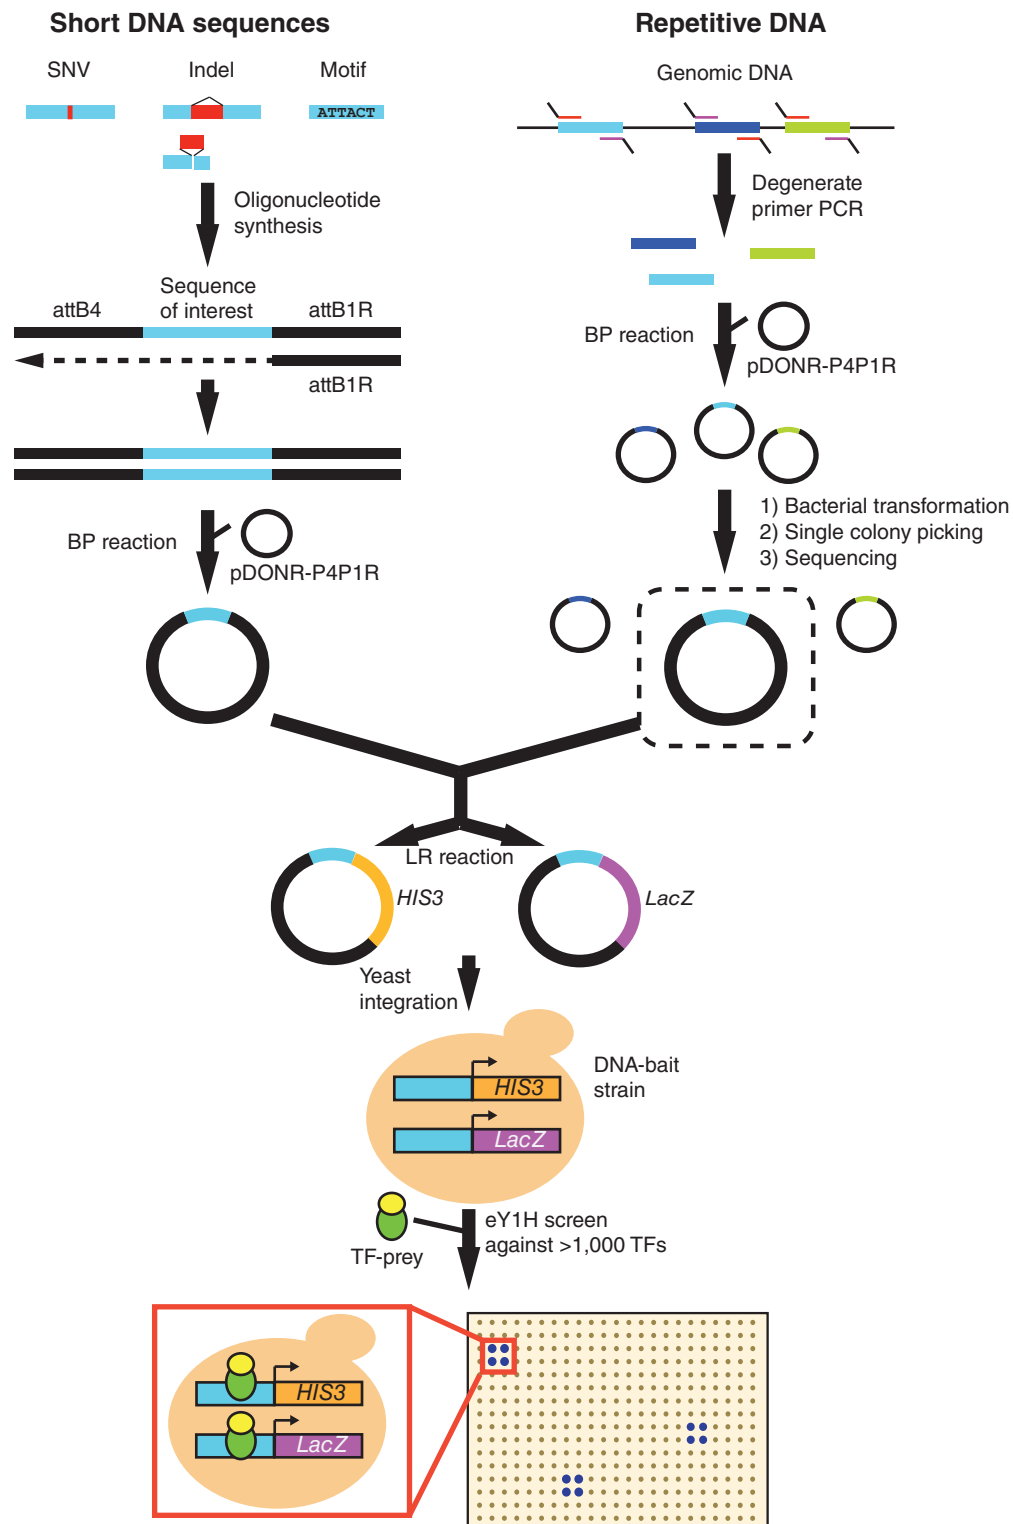 Short DNA sequences
SNV
Indel
Motif
ATTACT
Oligonucleotide
synthesis
attB4
Sequence
of interest
attB1R
attB1R
BP reaction
pDONR-P4P1R
Repetitive DNA
Genomic DNA
Degenerate
primer PCR
BP reaction
pDONR-P4P1R
1) Bacterial transformation
2) Single colony picking
3) Sequencing
LR reaction
HIS3
LacZ
Yeast
integration
HIS3
LacZ
DNA-bait
strain
TF-prey
eY1H screen
against >1,000 TFs
HIS3
LacZ